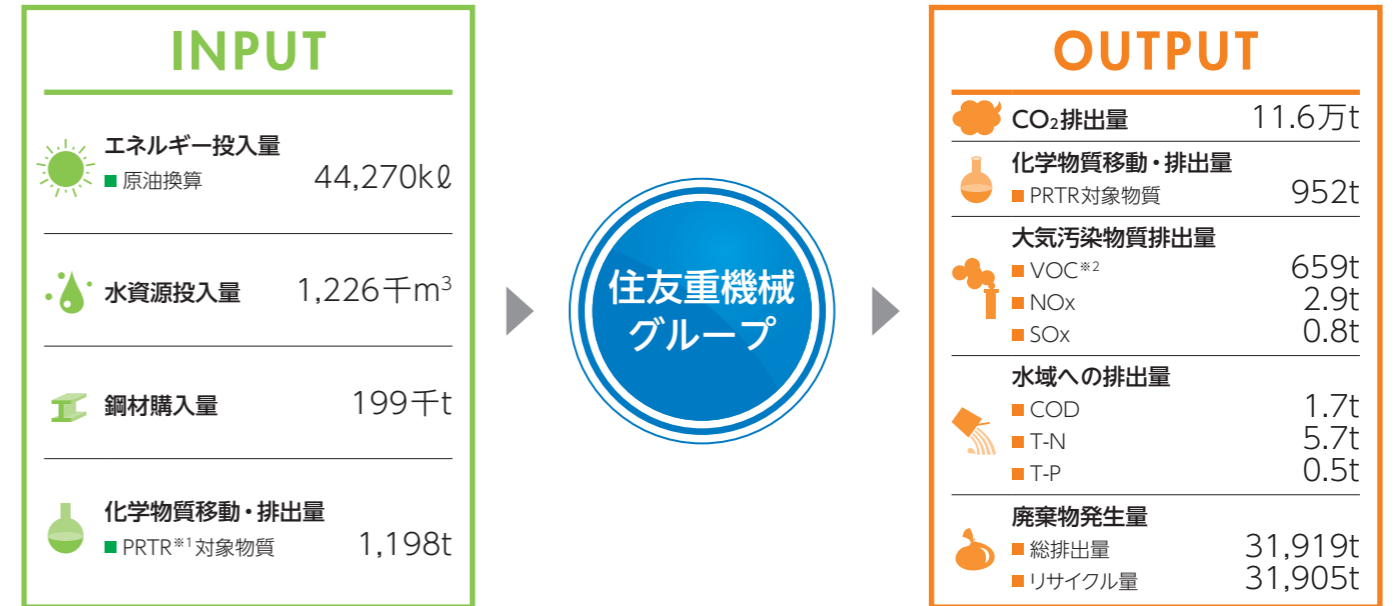 INPUT
エネルギー投入量
■原油換算 44,270kℓ
水資源投入量 1,226千m³
鋼材購入量 199千t
化学物質移動・排出量
■PRTR※1対象物質 1,198t
住友重機械
グループ
OUTPUT
CO₂排出量 11.6万t
化学物質移動・排出量
■PRTR対象物質 952t
大気汚染物質排出量
■VOC※2 659t
■NOx 2.9t
■SOx 0.8t
水域への排出量
■COD 1.7t
■T-N 5.7t
■T-P 0.5t
廃棄物発生量
■総排出量 31,919t
■リサイクル量 31,905t